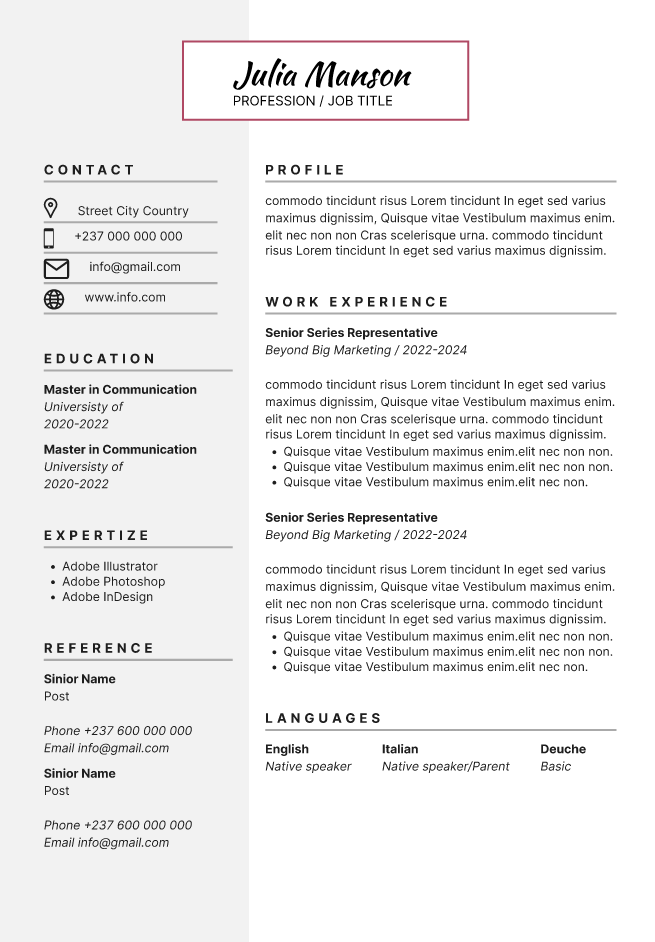 Julia Manson
PROFESSION / JOB TITLE
CONTACT
Street City Country
+237 000 000 000
info@gmail.com
www.info.com
EDUCATION
Master in Communication
Universisty of
2020-2022
Master in Communication
Universisty of
2020-2022
EXPERTIZE
• Adobe Illustrator
• Adobe Photoshop
• Adobe InDesign
REFERENCE
Sinior Name
Post
Phone +237 600 000 000
Email info@gmail.com
Sinior Name
Post
Phone +237 600 000 000
Email info@gmail.com
PROFILE
commodo tincidunt risus Lorem tincidunt In eget sed varius
maximus dignissim, Quisque vitae Vestibulum maximus enim.
elit nec non non Cras scelerisque urna. commodo tincidunt
risus Lorem tincidunt In eget sed varius maximus dignissim.
WORK EXPERIENCE
Senior Series Representative
Beyond Big Marketing / 2022-2024
commodo tincidunt risus Lorem tincidunt In eget sed varius
maximus dignissim, Quisque vitae Vestibulum maximus enim.
elit nec non non Cras scelerisque urna. commodo tincidunt
risus Lorem tincidunt In eget sed varius maximus dignissim.
• Quisque vitae Vestibulum maximus enim.elit nec non non.
• Quisque vitae Vestibulum maximus enim.elit nec non non.
• Quisque vitae Vestibulum maximus enim.elit nec non.
Senior Series Representative
Beyond Big Marketing / 2022-2024
commodo tincidunt risus Lorem tincidunt In eget sed varius
maximus dignissim, Quisque vitae Vestibulum maximus enim.
elit nec non non Cras scelerisque urna. commodo tincidunt
risus Lorem tincidunt In eget sed varius maximus dignissim.
• Quisque vitae Vestibulum maximus enim.elit nec non non.
• Quisque vitae Vestibulum maximus enim.elit nec non non.
• Quisque vitae Vestibulum maximus enim.elit nec non.
LANGUAGES
English Italian Deuche
Native speaker Native speaker/Parent Basic